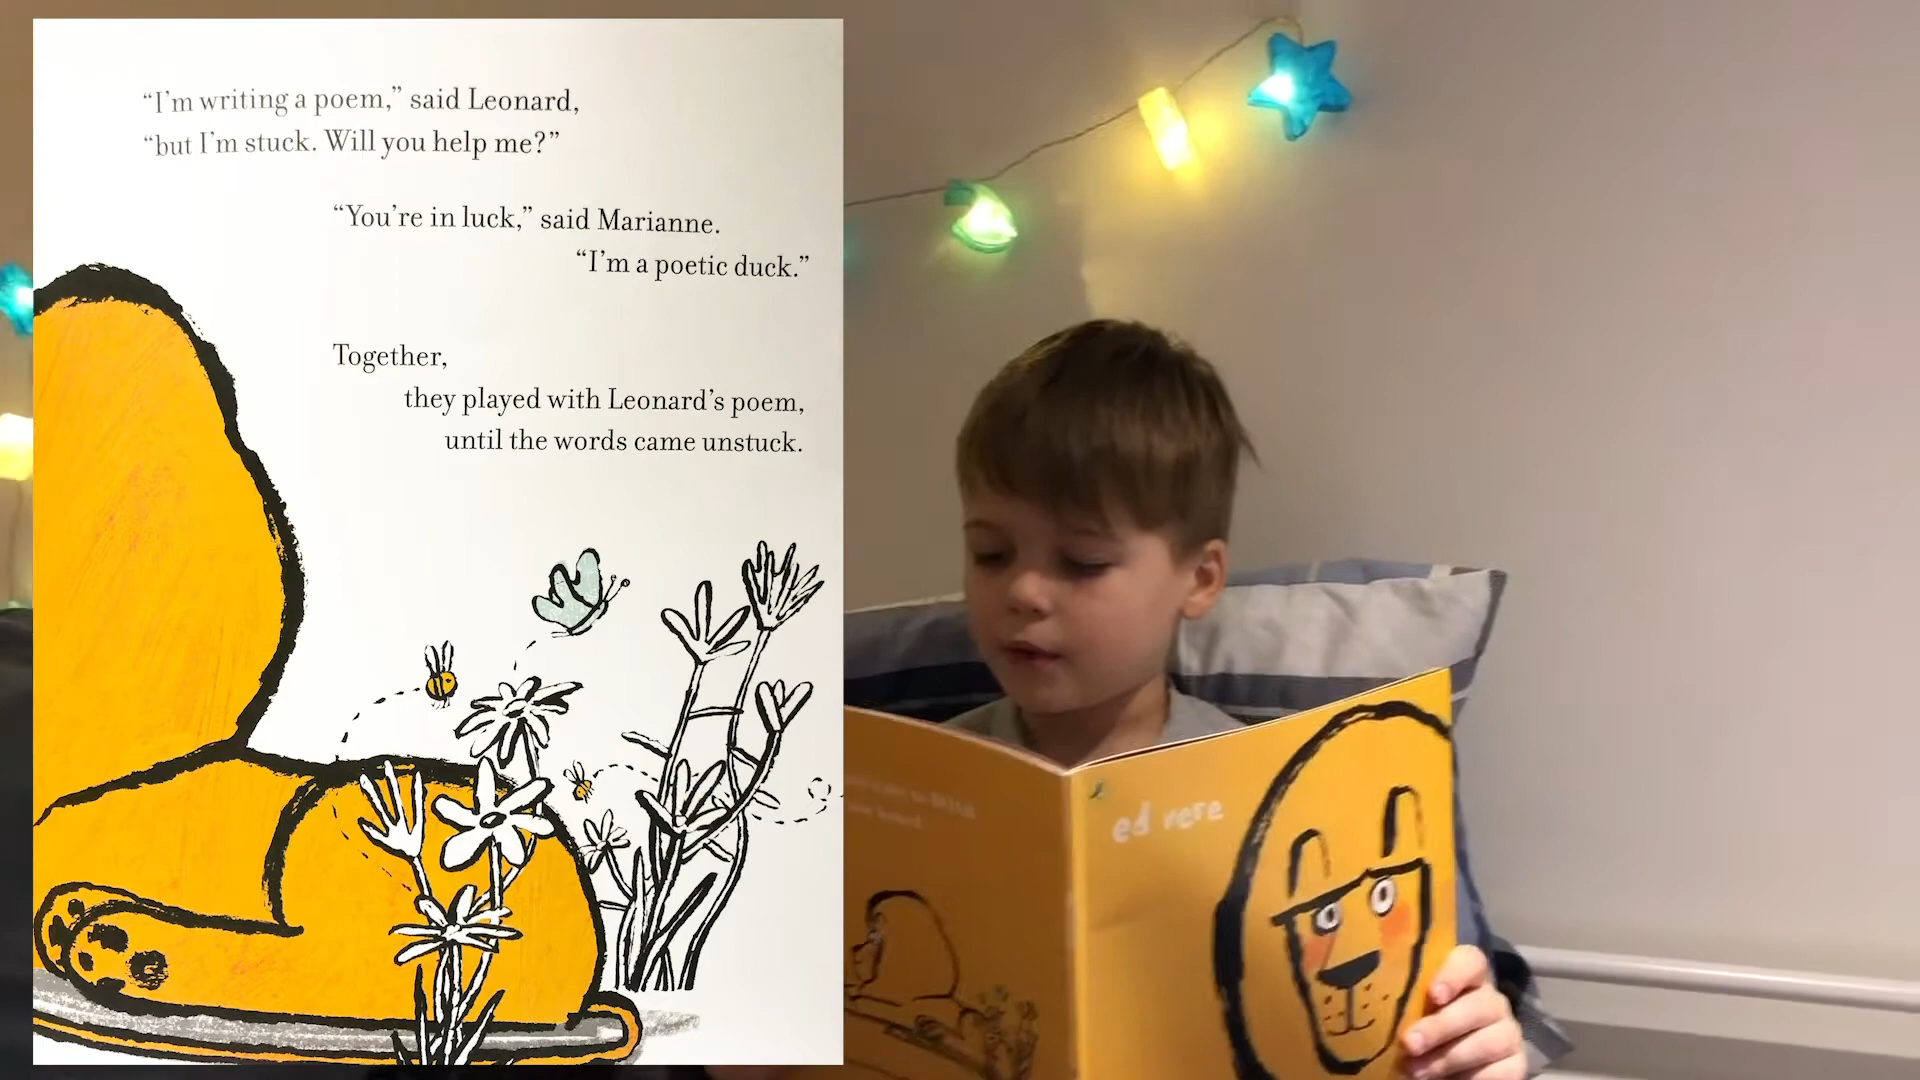 “I’m writing a poem,” said Leonard,
“but I’m stuck. Will you help me?”
“You’re in luck,” said Marianne.
“I’m a poetic duck.”
Together,
they played with Leonard’s poem,
until the words came unstuck.
ed vere